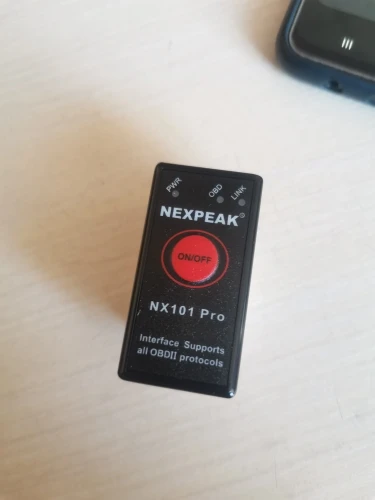 PWR
OBD
LINK
NEXPEAK
ON/OFF
NX101 Pro
Interface Supports
all OBDII protocols